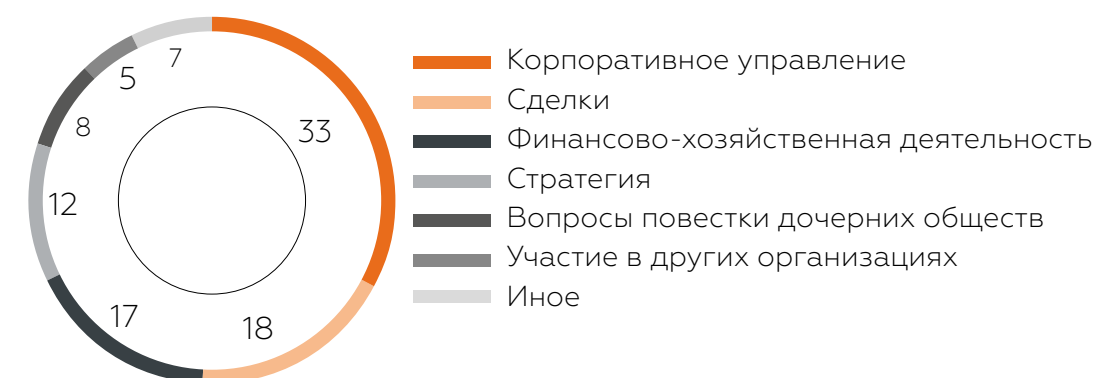 7
5
8
33
12
17
18
Корпоративное управление
Сделки
Финансово-хозяйственная деятельность
Стратегия
Вопросы повестки дочерних обществ
Участие в других организациях
Иное